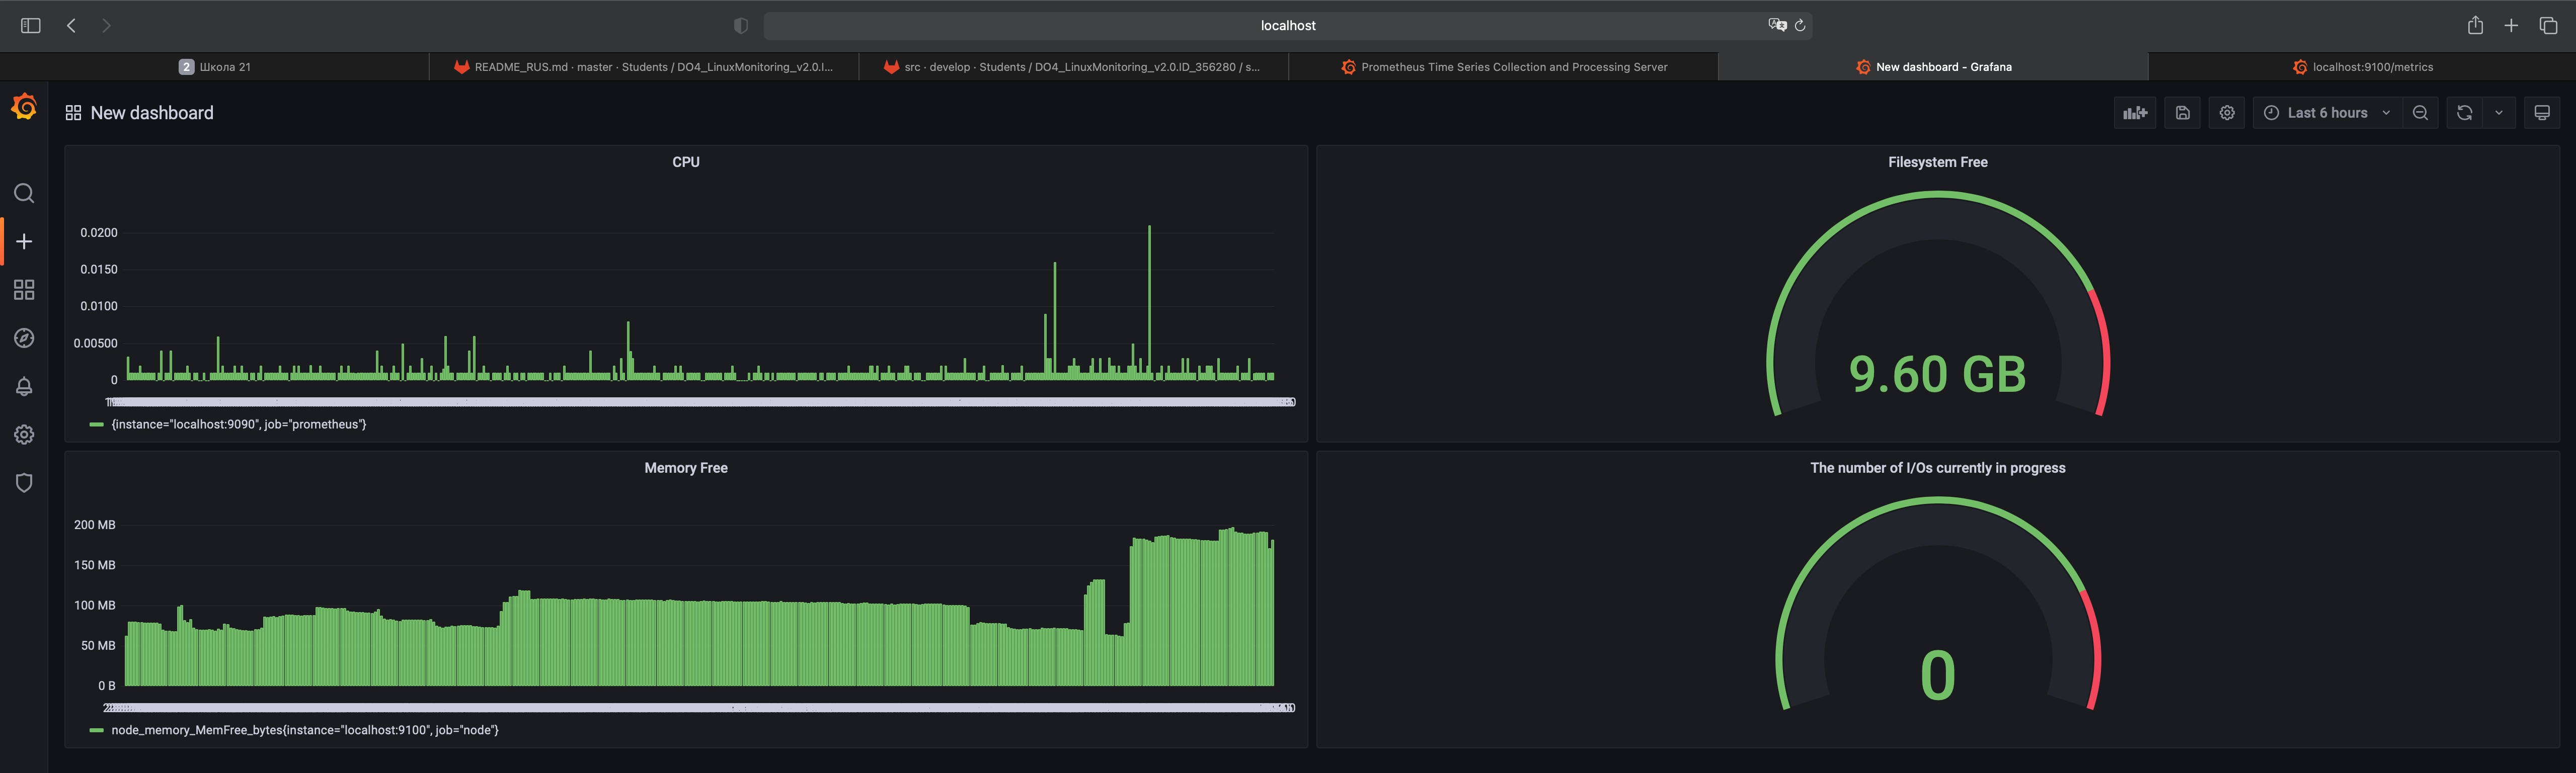 localhost
2 Школа 21
README_RUS.md · master · Students / DO4_LinuxMonitoring_v2.0.I...
src · develop · Students / DO4_LinuxMonitoring_v2.0.ID_356280 / s...
Prometheus Time Series Collection and Processing Server
New dashboard - Grafana
localhost:9100/metrics
New dashboard
Last 6 hours
CPU
0.0200
0.0150
0.0100
0.00500
0
{instance="localhost:9090", job="prometheus"}
Filesystem Free
9.60 GB
Memory Free
200 MB
150 MB
100 MB
50 MB
0 B
node_memory_MemFree_bytes{instance="localhost:9100", job="node"}
The number of I/Os currently in progress
0